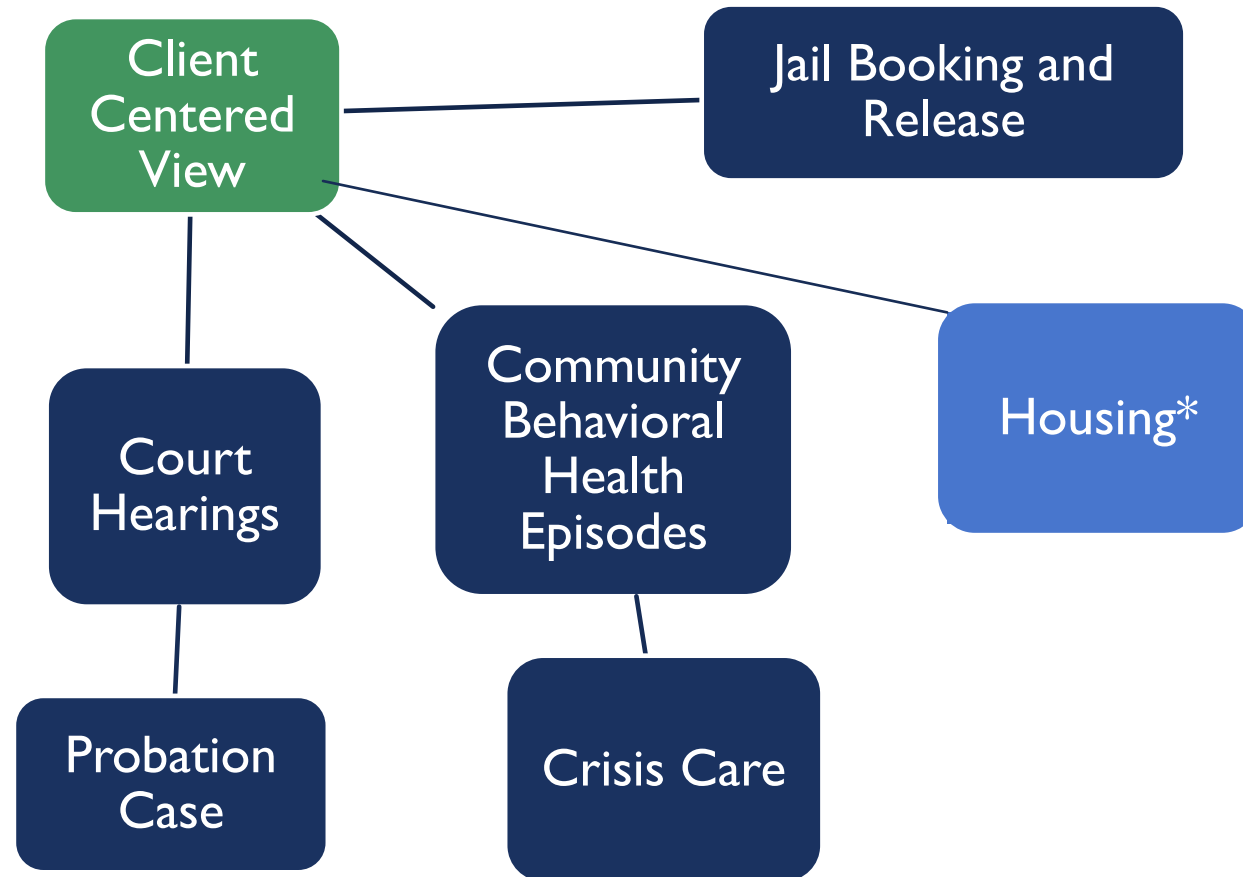 Client
Centered
View
Jail Booking and
Release
Court
Hearings
Community
Behavioral
Health
Episodes
Housing*
Probation
Case
Crisis Care